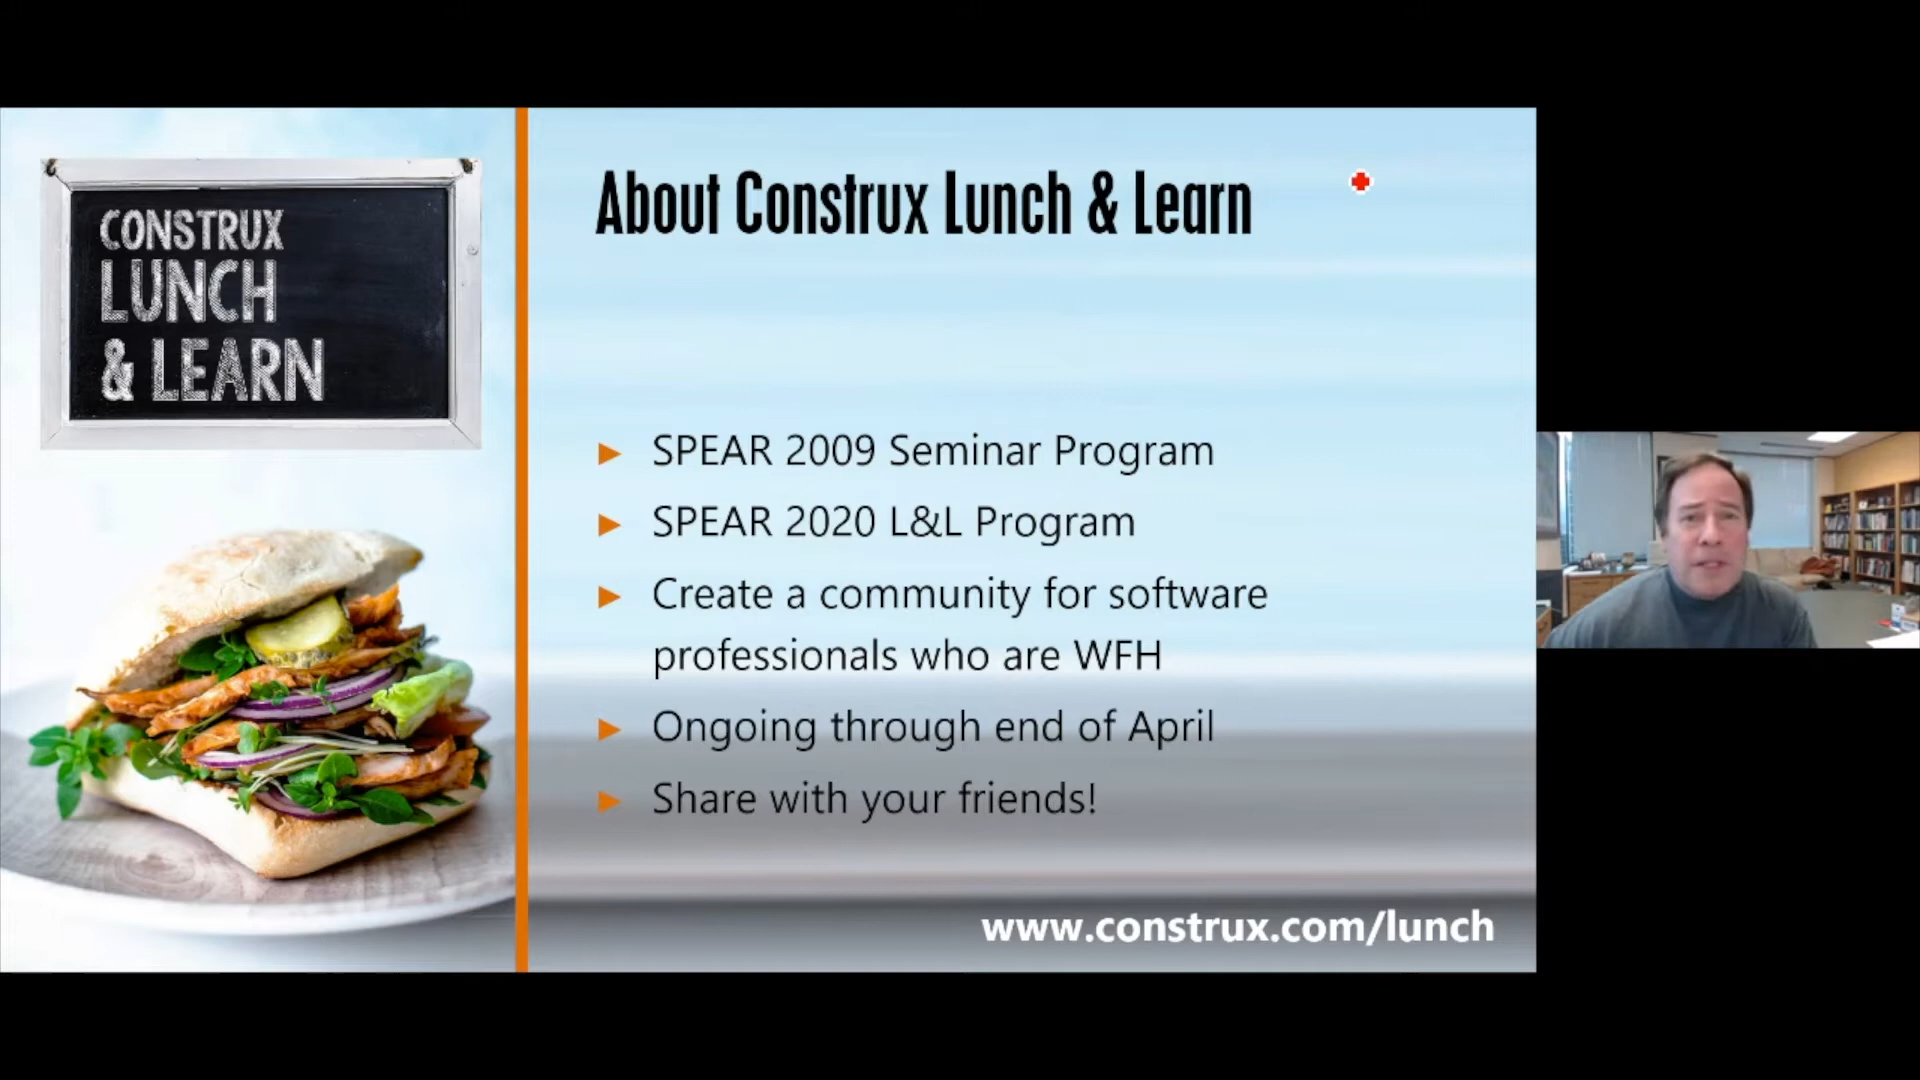 CONSTRUX
LUNCH
& LEARN
About Construx Lunch & Learn
SPEAR 2009 Seminar Program
SPEAR 2020 L&L Program
Create a community for software
professionals who are WFH
Ongoing through end of April
Share with your friends!
www.construx.com/lunch